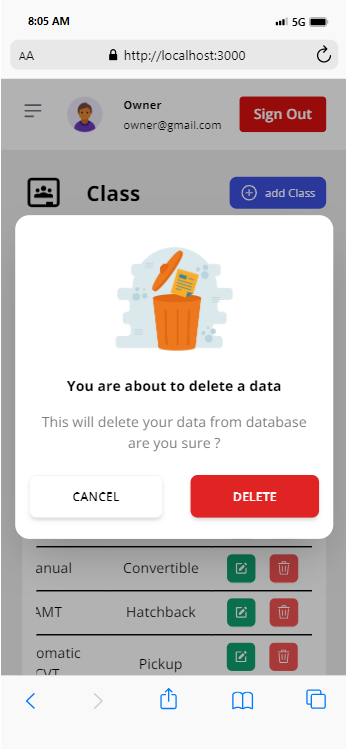 8:05 AM
5G
AA
http://localhost:3000
Owner
owner@gmail.com
Sign Out
Class
add Class
You are about to delete a data
This will delete your data from database
are you sure ?
CANCEL
DELETE
anual
Convertible
AMT
Hatchback
omatic
CVT
Pickup